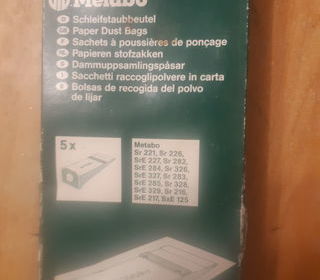 Metabo
D Schleifstaubbeutel
GB Paper Dust Bags
F Sachets à poussières de ponçage
NL Papieren stofzakken
S Dammuppsamlingspåsar
I Sacchetti raccoglipolvere in carta
E Bolsas de recogida del polvo
de lijar
5 x
Metabo
Sr 221, Sr 226,
SrE 227, Sr 282,
SrE 284, Sr 326,
SrE 327, Sr 283,
SrE 285, Sr 328,
SrE 329, Sr 216,
SrE 217, SxE 125